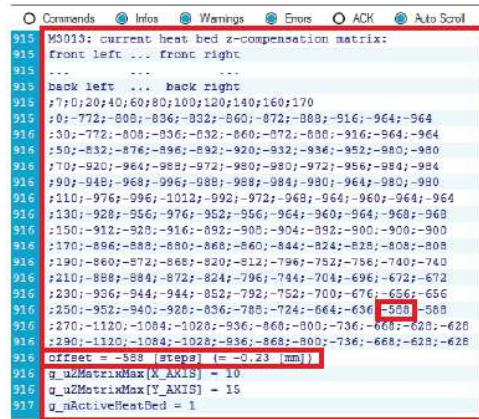 Commands Infos Warnings Errors ACK Auto Scroll
915 M3013: current heat bed z-compensation matrix:
915 front left ... front right
915 ... ... ...
915 back left ... back right
915 ;7;0;20;40;60;80;100;120;140;160;170
915 ;0;-772;-808;-836;-832;-860;-872;-888;-916;-964;-964
916 ;30;-772;-808;-836;-832;-860;-872;-888;-916;-964;-964
916 ;50;-832;-876;-896;-892;-920;-932;-936;-952;-980;-980
916 ;70;-920;-964;-988;-972;-980;-980;-972;-956;-984;-984
916 ;90;-948;-968;-996;-988;-988;-984;-980;-964;-980;-980
916 ;110;-976;-996;-1012;-992;-972;-968;-964;-960;-964;-964
916 ;130;-928;-956;-976;-952;-956;-964;-960;-964;-968;-968
916 ;150;-912;-928;-916;-892;-908;-904;-892;-900;-900;-900
916 ;170;-896;-888;-880;-868;-860;-844;-824;-828;-808;-808
916 ;190;-860;-872;-868;-820;-812;-796;-752;-756;-740;-740
916 ;210;-888;-884;-872;-824;-796;-744;-704;-696;-672;-672
916 ;230;-936;-944;-944;-852;-792;-752;-700;-676;-656;-656
916 ;250;-952;-940;-928;-836;-788;-724;-664;-636;-588;-588
916 ;270;-1120;-1084;-1028;-936;-868;-800;-736;-668;-628;-628
916 ;290;-1120;-1084;-1028;-936;-868;-800;-736;-668;-628;-628
916 offset = -588 [steps] (= -0.23 [mm])
916 g_uZMatrixMax[X_AXIS] = 10
916 g_uZMatrixMax[Y_AXIS] = 15
917 g_nActiveHeatBed = 1